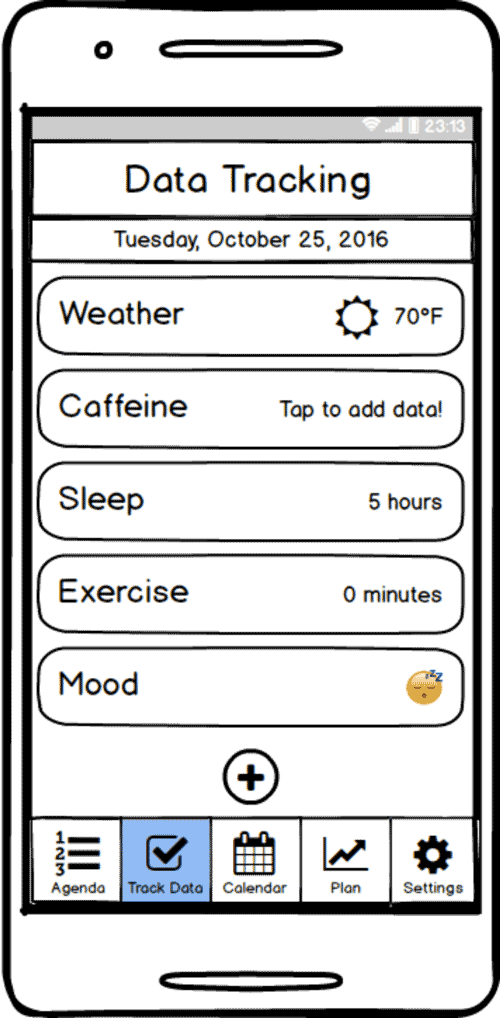 23:13
Data Tracking
Tuesday, October 25, 2016
Weather 70°F
Caffeine Tap to add data!
Sleep 5 hours
Exercise 0 minutes
Mood
Agenda Track Data Calendar Plan Settings